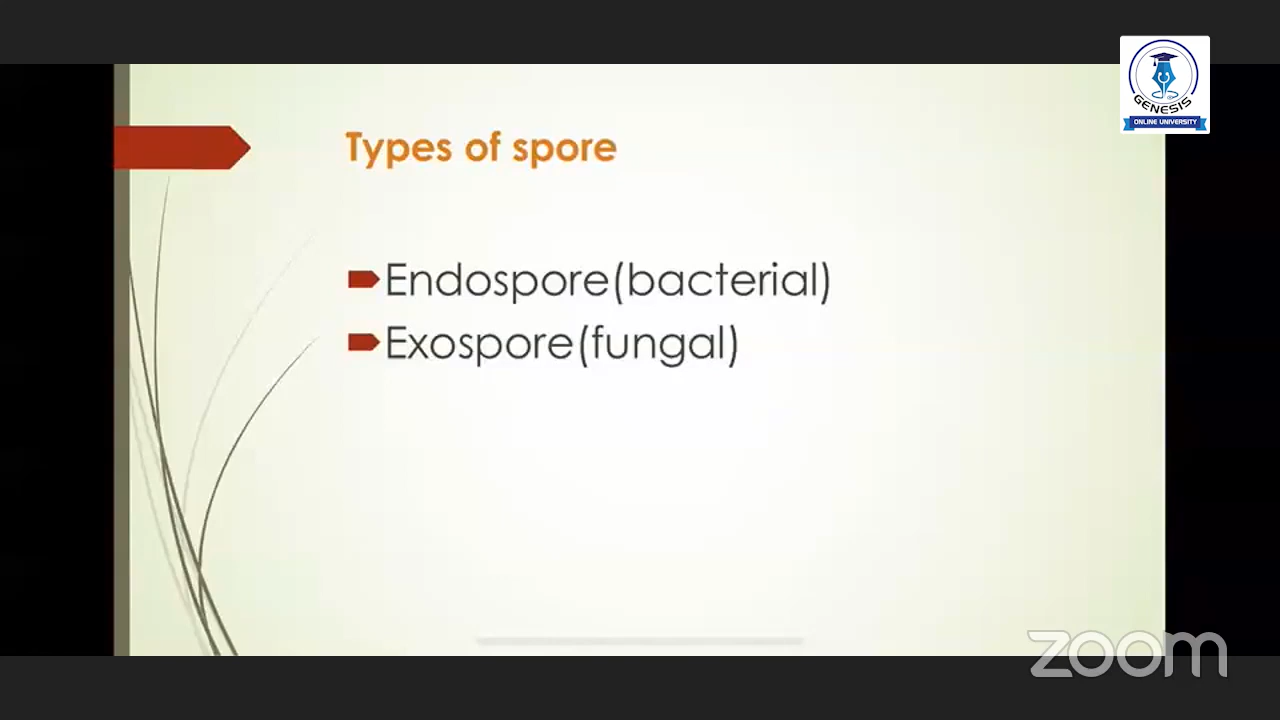 GENESIS
ONLINE UNIVERSITY
Types of spore
Endospore(bacterial)
Exospore(fungal)
zoom